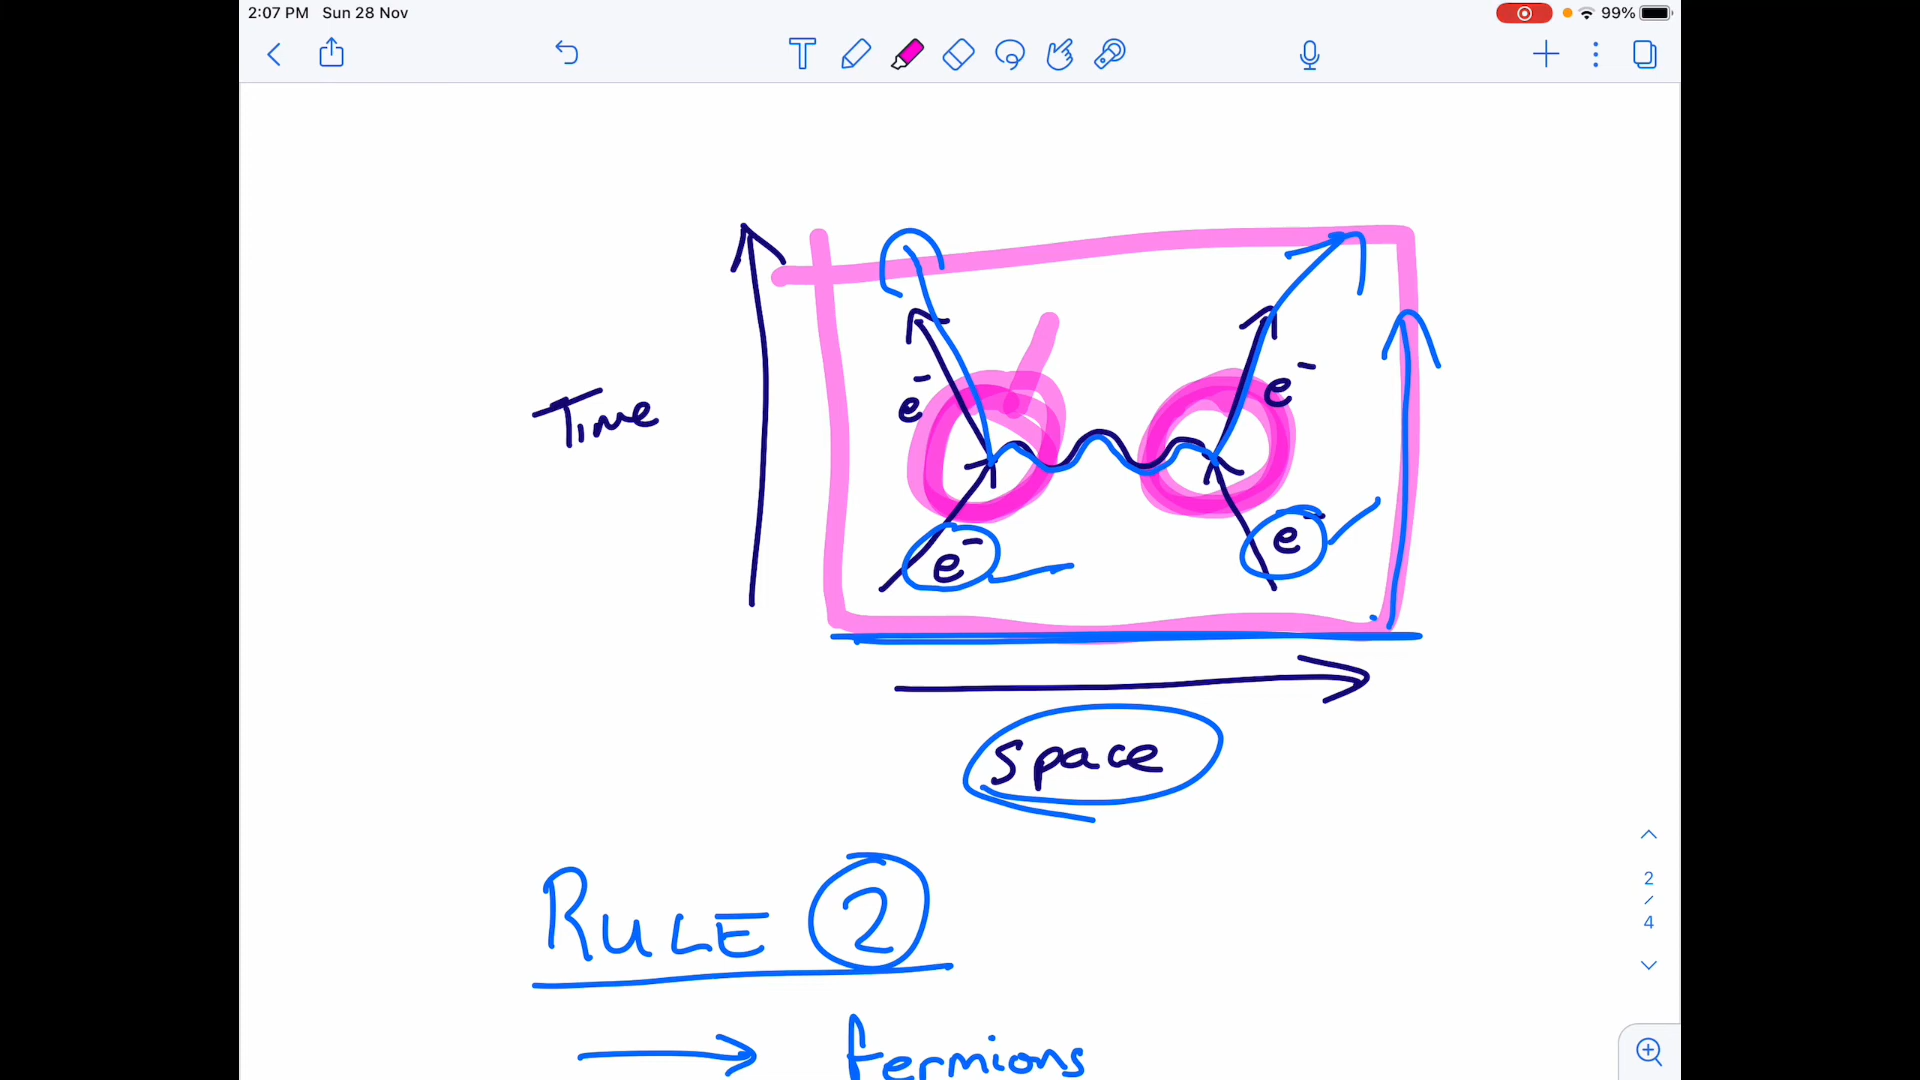 2:07 PM Sun 28 Nov 99%
T
e⁻ e⁻
Time
e⁻ e⁻
space
2
4
RULE 2
fermions